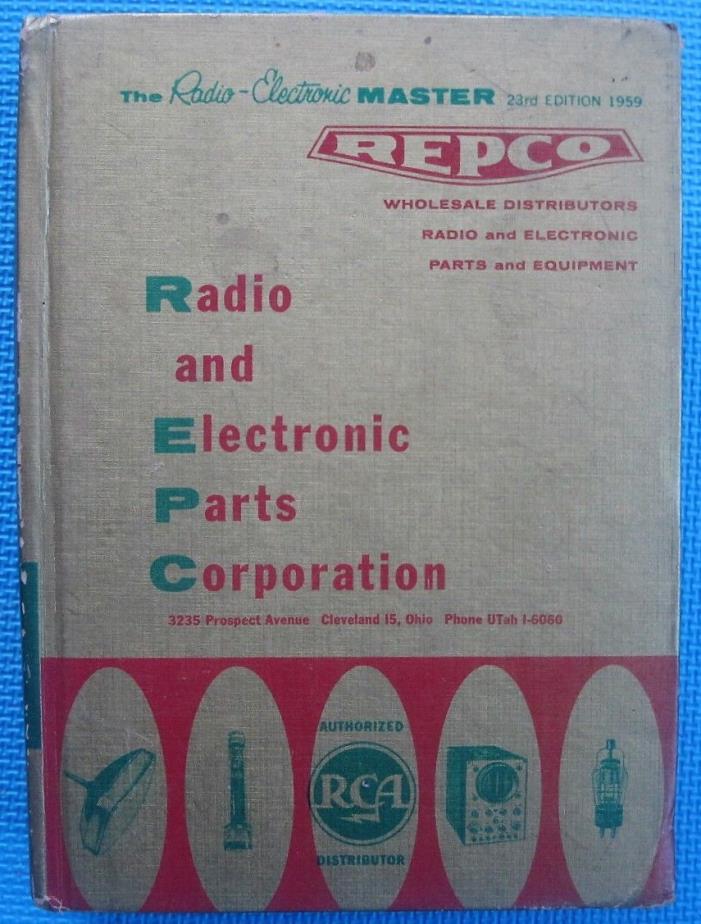 The Radio-Electronic MASTER 23rd EDITION 1959
REPCO
WHOLESALE DISTRIBUTORS
RADIO and ELECTRONIC
PARTS and EQUIPMENT
Radio
and
Electronic
Parts
Corporation
3235 Prospect Avenue Cleveland 15, Ohio Phone UTah 1-6060
AUTHORIZED
RCA
DISTRIBUTOR